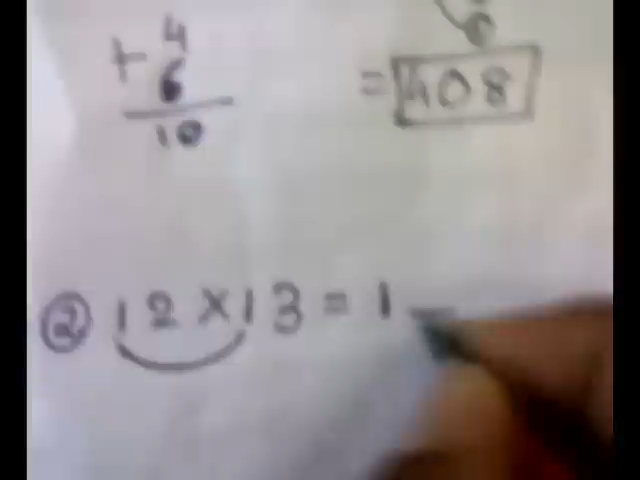 + 4
6
10
= 408
② 12 × 13 = 1 _